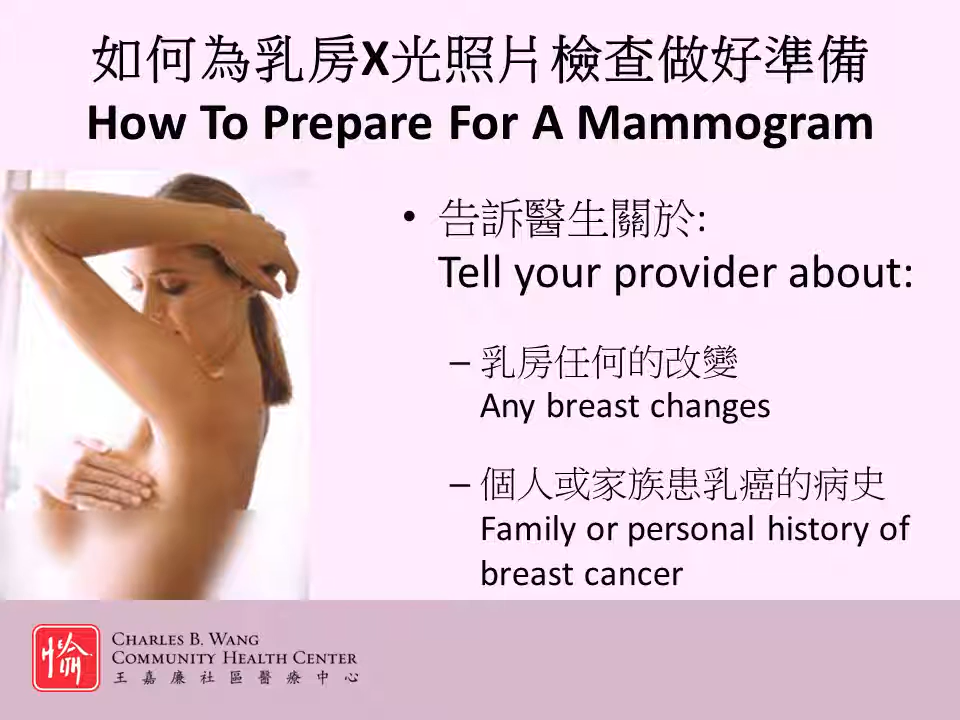 如何為乳房X光照片檢查做好準備
How To Prepare For A Mammogram
• 告訴醫生關於:
Tell your provider about:
– 乳房任何的改變
Any breast changes
– 個人或家族患乳癌的病史
Family or personal history of
breast cancer
CHARLES B. WANG
COMMUNITY HEALTH CENTER
王嘉廉社區醫療中心